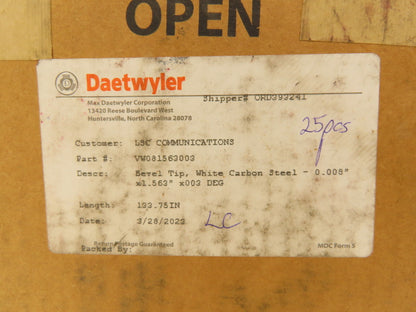 OPEN
Daetwyler
Max Daetwyler Corporation
13420 Reese Boulevard West
Huntersville, North Carolina 28078
Shipper# ORD393241
25pcs
Customer: LSC COMMUNICATIONS
Part #: VW081563003
Descr: Bevel Tip, White Carbon Steel - 0.008"
x1.563" x003 DEG
Length: 193.75IN
Date: 3/28/2022
LC
Return Postage Guaranteed
Packed By:
MDC Form 5